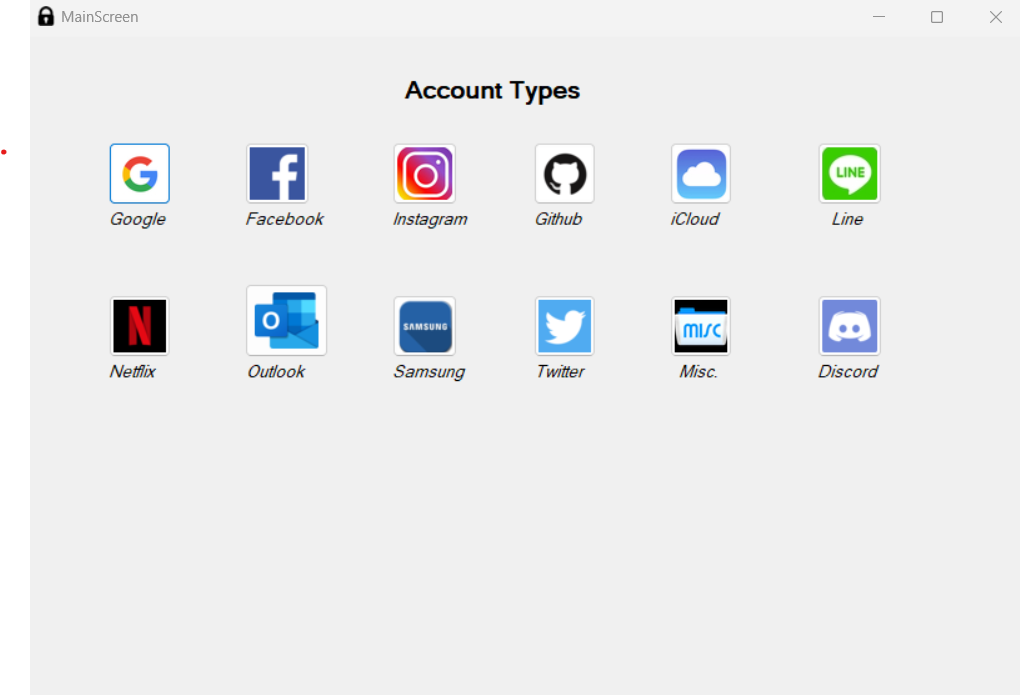 MainScreen
Account Types
LINE
Google Facebook Instagram Github iCloud Line
SAMSUNG
misc
Netflix Outlook Samsung Twitter Misc. Discord